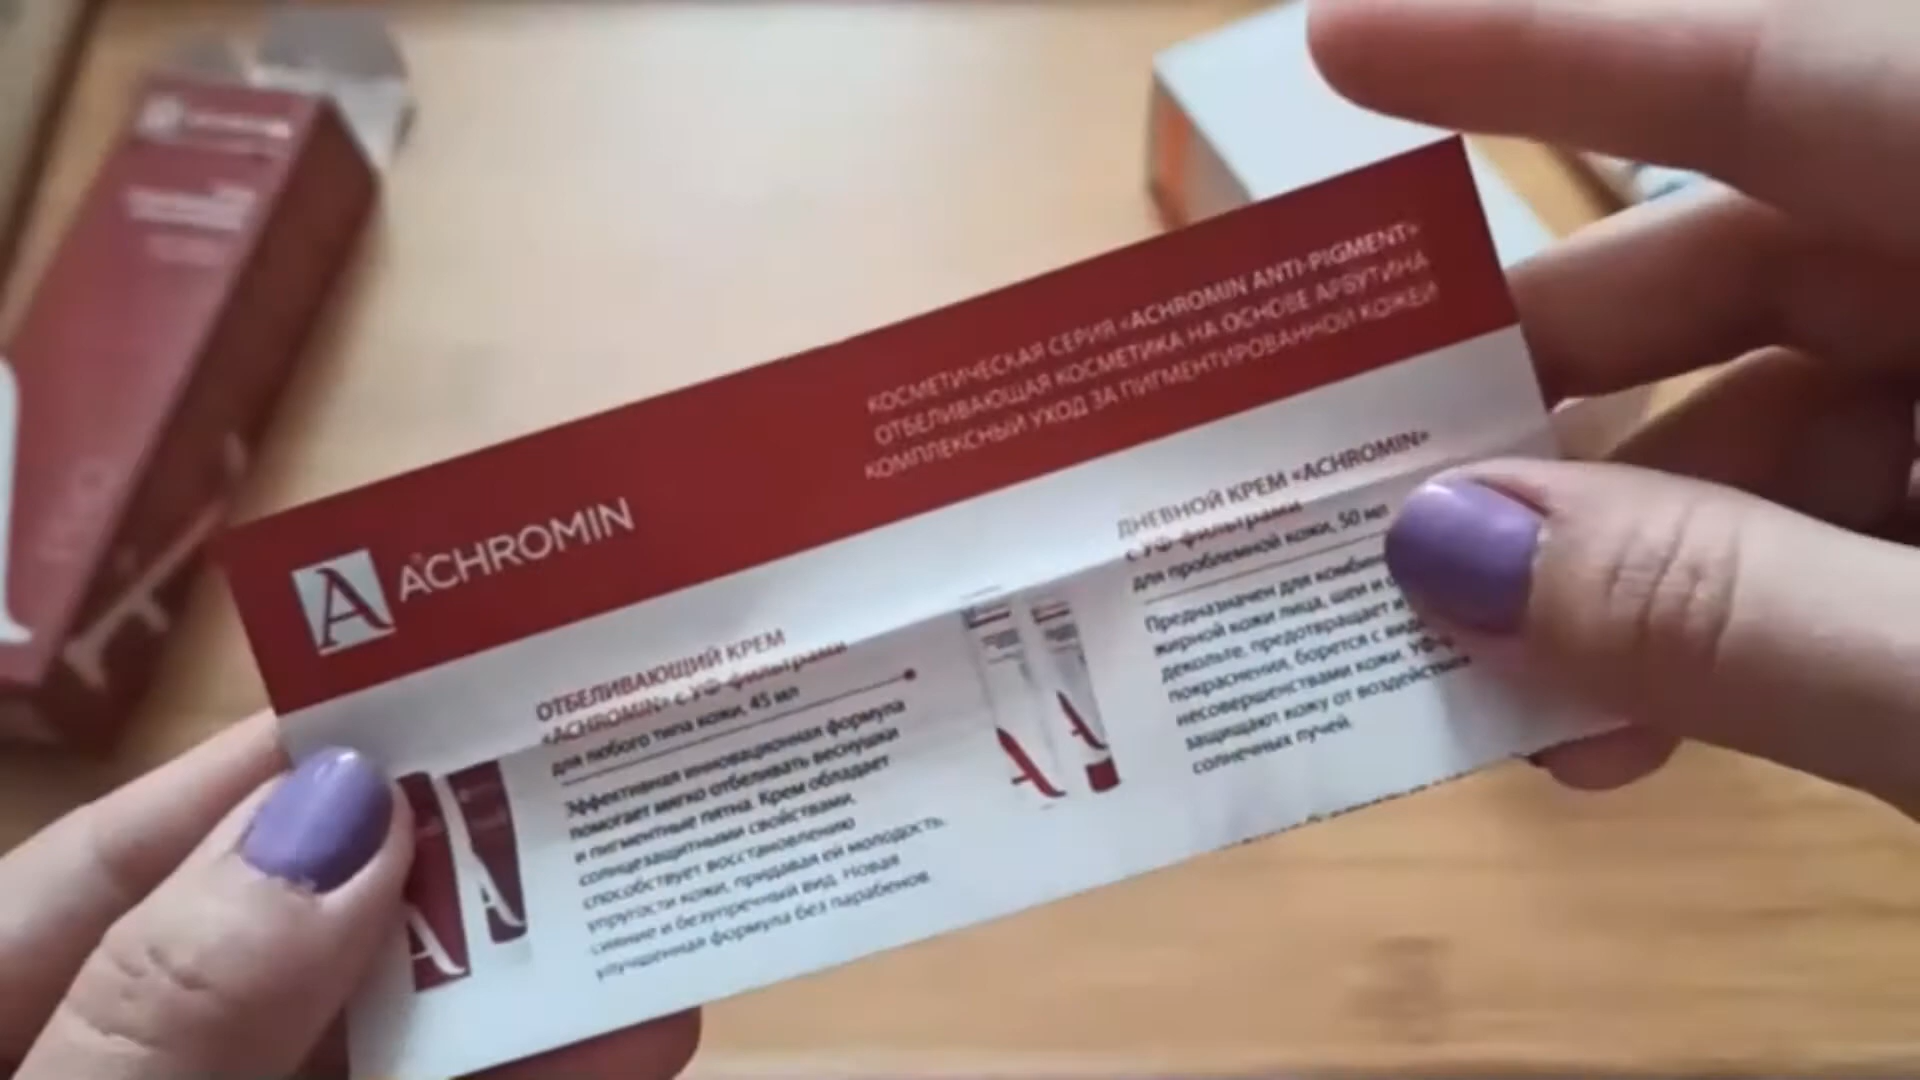 КОСМЕТИЧЕСКАЯ СЕРИЯ «ACHROMIN ANTI-PIGMENT»
ОТБЕЛИВАЮЩАЯ КОСМЕТИКА НА ОСНОВЕ АРБУТИНА
КОМПЛЕКСНЫЙ УХОД ЗА ПИГМЕНТИРОВАННОЙ КОЖЕЙ
A ACHROMIN
ОТБЕЛИВАЮЩИЙ КРЕМ
«ACHROMIN» с УФ-фильтрами
для любого типа кожи, 45 мл
Эффективная инновационная формула
помогает мягко отбеливать веснушки
и пигментные пятна. Крем обладает
солнцезащитными свойствами,
способствует восстановлению
упругости кожи, придавая ей молодость,
сияние и безупречный вид. Новая
улучшенная формула без парабенов.
ДНЕВНОЙ КРЕМ «ACHROMIN»
с УФ-фильтрами
для проблемной кожи, 50 мл
Предназначен для
жирной кожи лица, шеи и
декольте, предотвращает и
покраснения, борется с
несовершенствами кожи.
защищают кожу от воздействия
солнечных лучей.